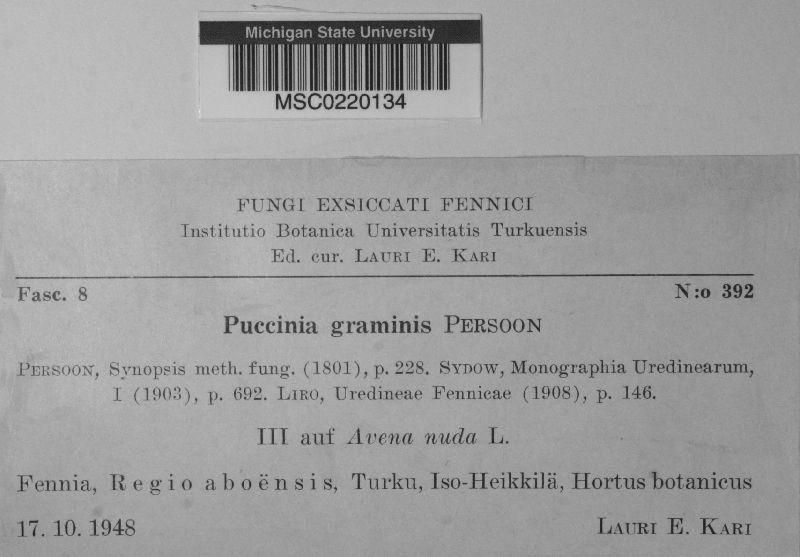 Michigan State University
MSC0220134
FUNGI EXSICCATI FENNICI
Institutio Botanica Universitatis Turkuensis
Ed. cur. LAURI E. KARI
Fasc. 8 N:o 392
Puccinia graminis PERSOON
PERSOON, Synopsis meth. fung. (1801), p. 228. SYDOW, Monographia Uredinearum,
I (1903), p. 692. LIRO, Uredineae Fennicae (1908), p. 146.
III auf Avena nuda L.
Fennia, Regio aboënsis, Turku, Iso-Heikkilä, Hortus botanicus
17. 10. 1948 LAURI E. KARI